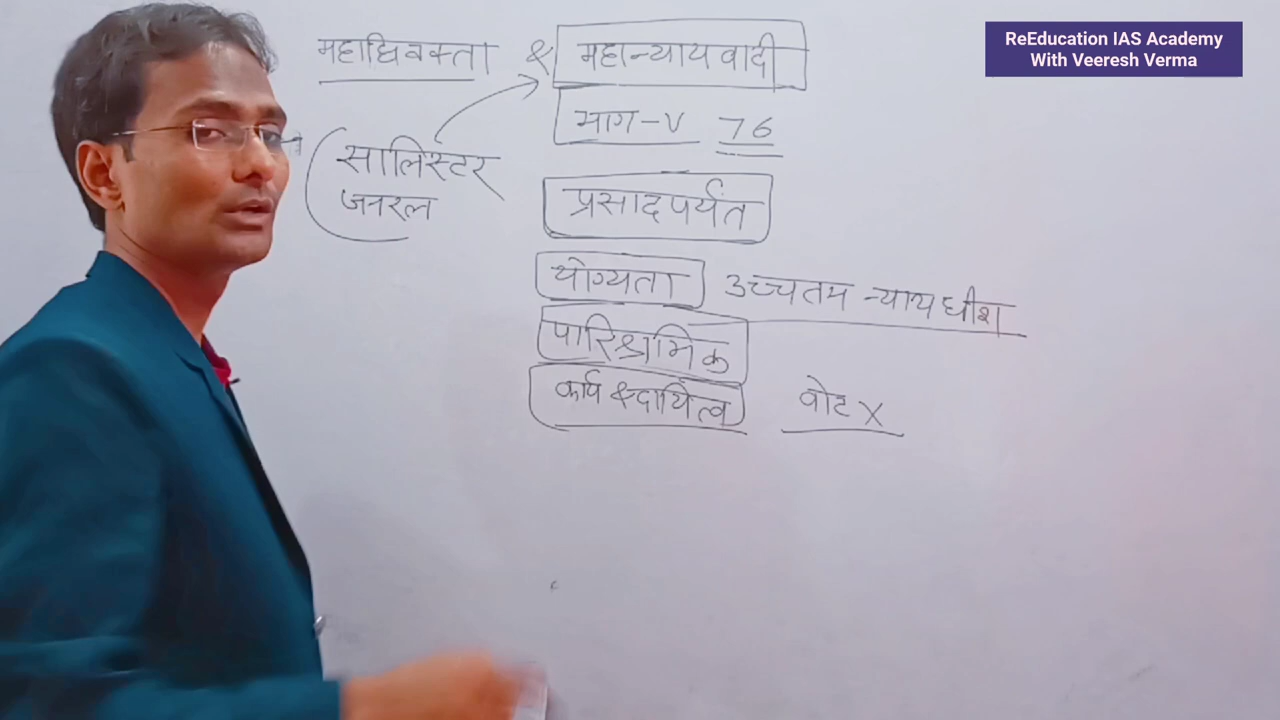 ReEducation IAS Academy
With Veeresh Verma
महाधिवक्ता & महान्यायवादी
भाग-V 76
सालिस्टर
जनरल
प्रसादपर्यंत
योग्यता उच्चतम न्यायधीश
पारिश्रमिक
कार्य & दायित्व वोट X